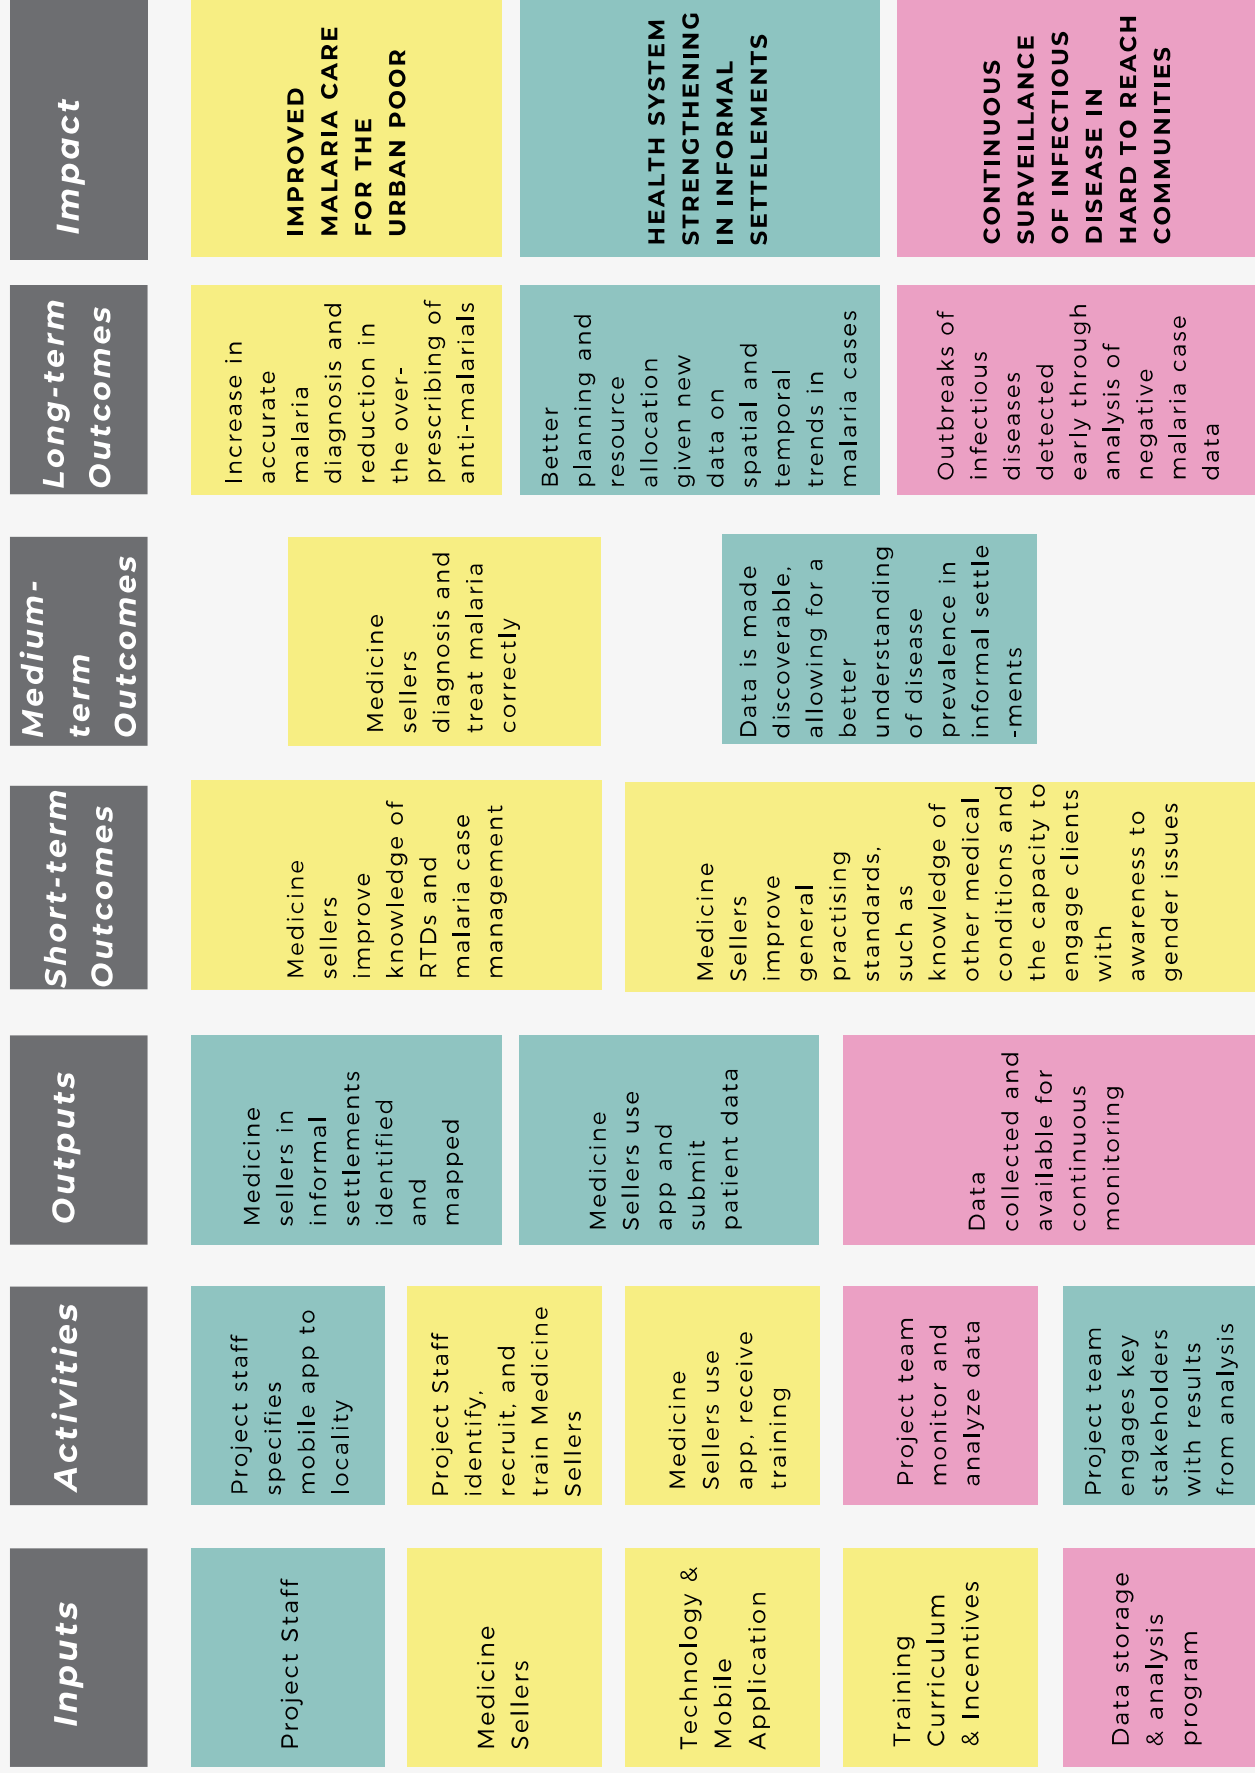 Inputs
Activities
Outputs
Short-term
Outcomes
Medium-
term
Outcomes
Long-term
Outcomes
Impact
Project Staff
Project staff
specifies
mobile app to
locality
Medicine
sellers in
informal
settlements
identified
and
mapped
Medicine
sellers
improve
knowledge of
RTDs and
malaria case
management
Medicine
sellers
diagnosis and
treat malaria
correctly
Increase in
accurate
malaria
diagnosis and
reduction in
the over-
prescribing of
anti-malarials
IMPROVED
MALARIA CARE
FOR THE
URBAN POOR
Medicine
Sellers
Project Staff
identify,
recruit, and
train Medicine
Sellers
Medicine
Sellers use
app and
submit
patient data
Better
planning and
resource
allocation
given new
data on
spatial and
temporal
trends in
malaria cases
HEALTH SYSTEM
STRENGTHENING
IN INFORMAL
SETTELEMENTS
Technology &
Mobile
Application
Medicine
Sellers use
app, receive
training
Medicine
Sellers
improve
general
practising
standards,
such as
knowledge of
other medical
conditions and
the capacity to
engage clients
with
awareness to
gender issues
Data is made
discoverable,
allowing for a
better
understanding
of disease
prevalence in
informal settle
-ments
Training
Curriculum
& Incentives
Project team
monitor and
analyze data
Data
collected and
available for
continuous
monitoring
Outbreaks of
infectious
diseases
detected
early through
analysis of
negative
malaria case
data
CONTINUOUS
SURVEILLANCE
OF INFECTIOUS
DISEASE IN
HARD TO REACH
COMMUNITIES
Data storage
& analysis
program
Project team
engages key
stakeholders
with results
from analysis